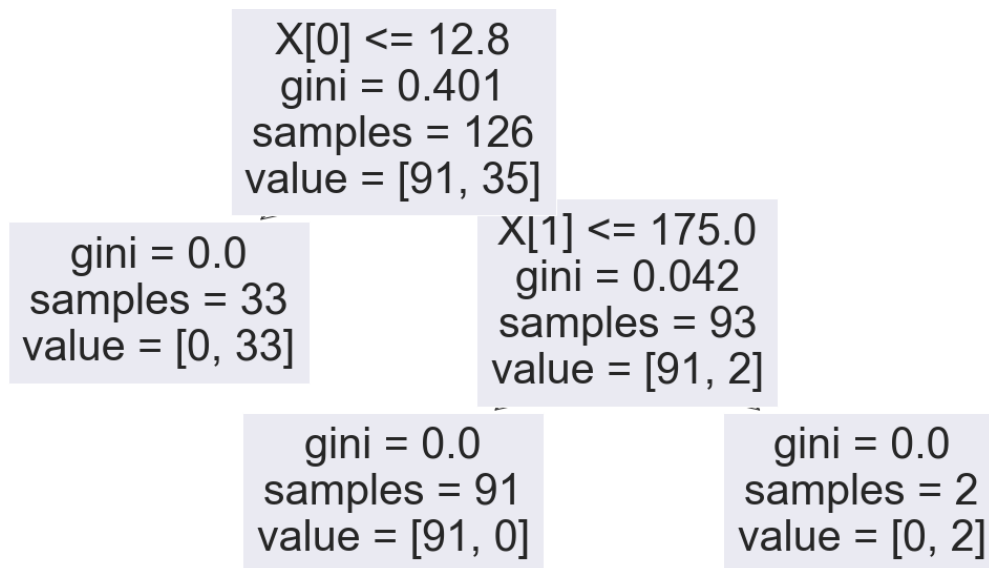 X[0] <= 12.8
gini = 0.401
samples = 126
value = [91, 35]
gini = 0.0
samples = 33
value = [0, 33]
X[1] <= 175.0
gini = 0.042
samples = 93
value = [91, 2]
gini = 0.0
samples = 91
value = [91, 0]
gini = 0.0
samples = 2
value = [0, 2]